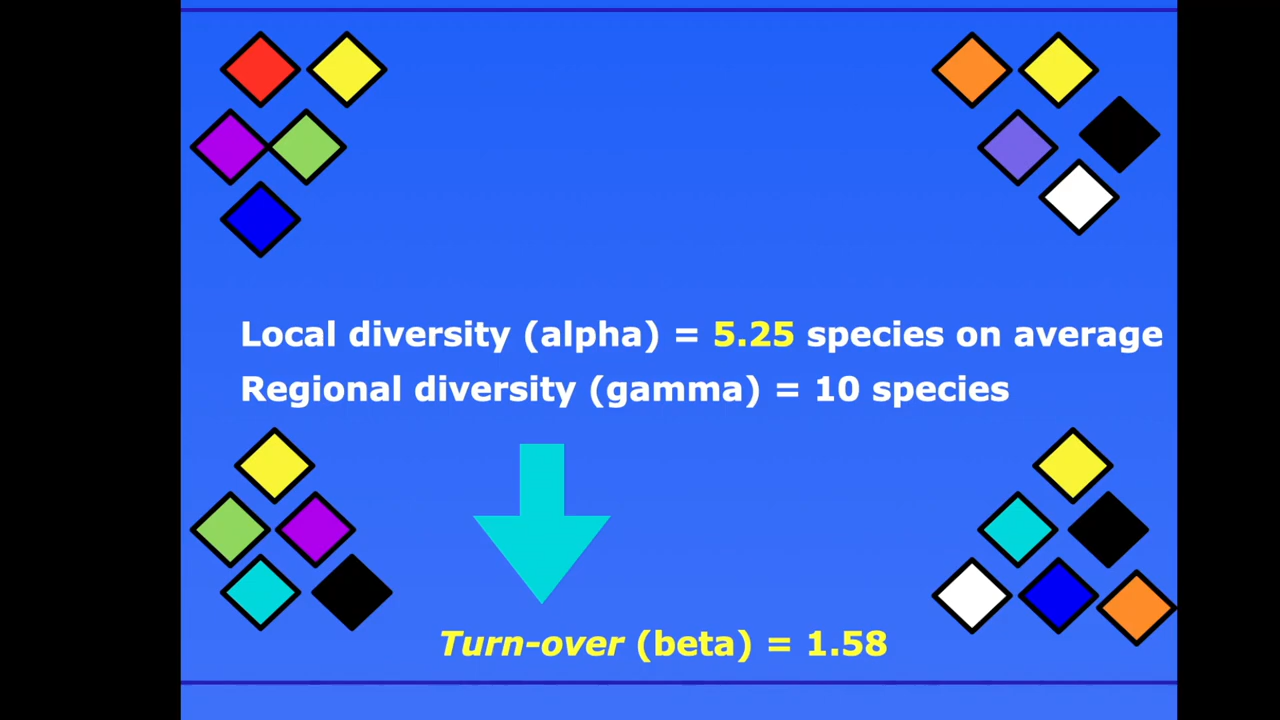 Local diversity (alpha) = 5.25 species on average
Regional diversity (gamma) = 10 species
Turn-over (beta) = 1.58